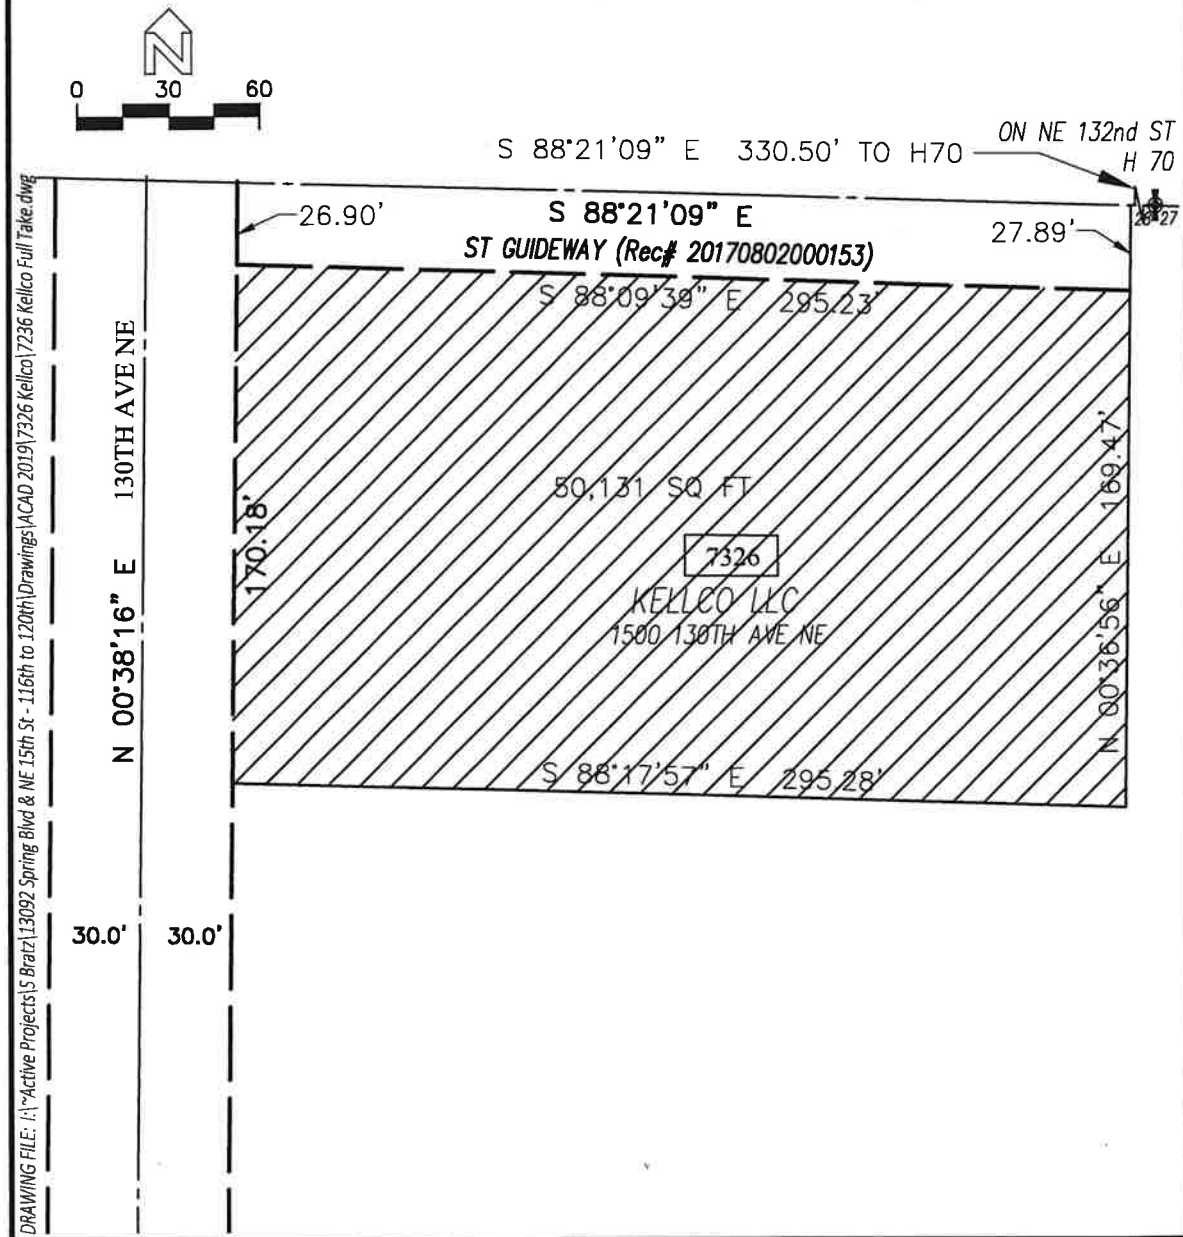 N
0 30 60
ON NE 132nd ST
S 88°21'09" E 330.50' TO H70
H 70
26 27
26.90'
S 88°21'09" E
27.89'
ST GUIDEWAY (Rec# 20170802000153)
S 88°09'39" E 295.23'
130TH AVE NE
N 00°38'16" E
170.18'
50,131 SQ FT
7326
KELLCO LLC
1500 130TH AVE NE
N 00°36'56" E 169.47'
S 88°17'57" E 295.28'
30.0' 30.0'
DRAWING FILE: I:\~Active Projects\S Bratz\13092 Spring Blvd & NE 15th St - 116th to 120th\Drawings\ACAD 2019\7326 Kellco\7236 Kellco Full Take.dwg